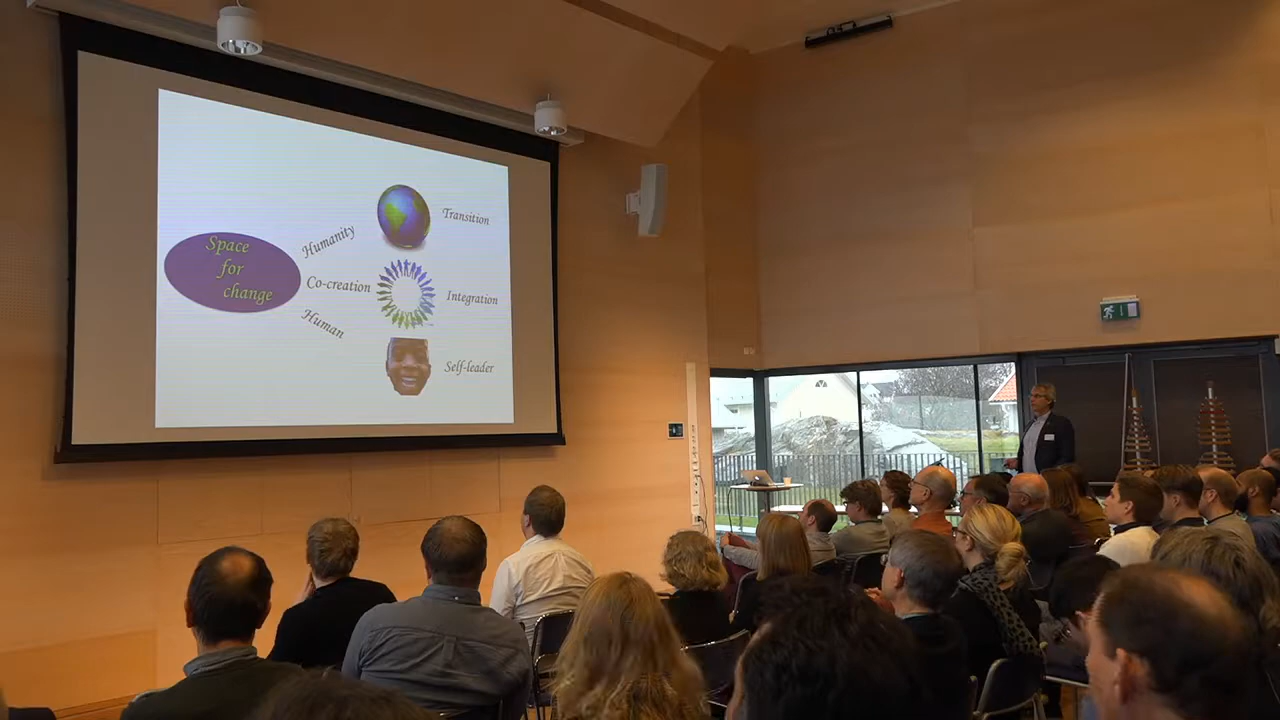 Space
for
change
Humanity
Co-creation
Human
Transition
Integration
Self-leader